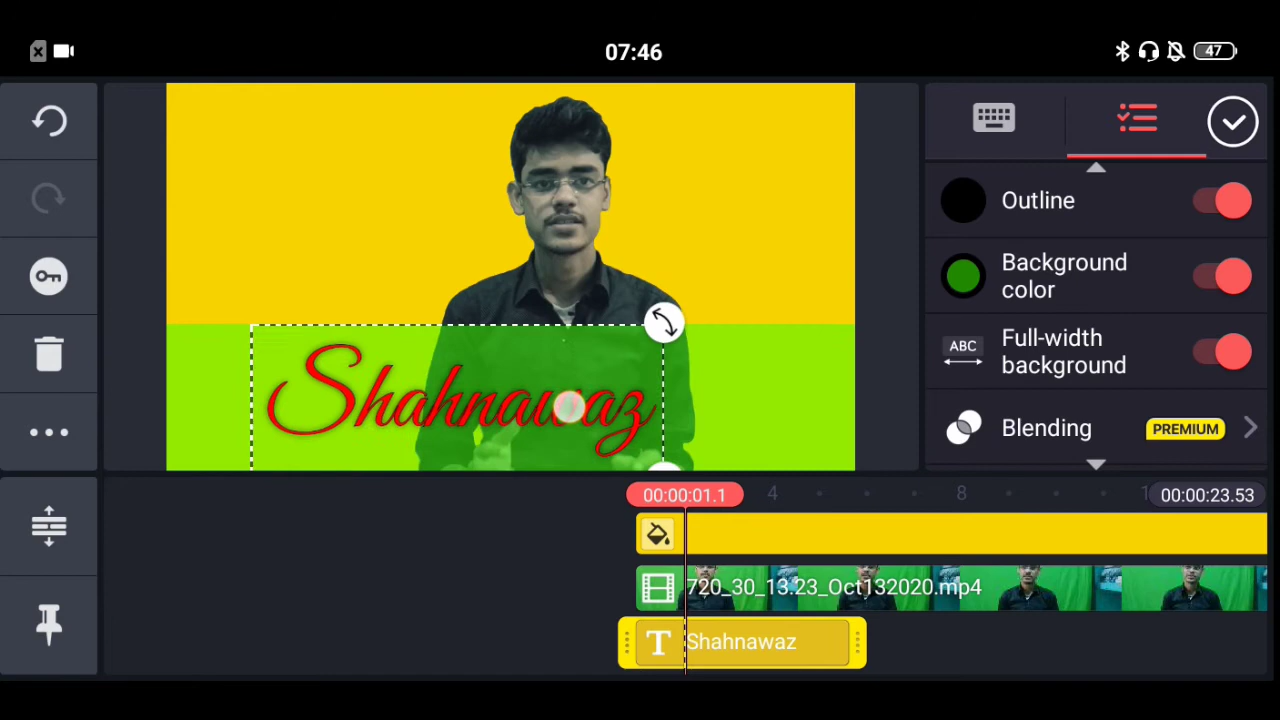 07:46
47
Outline
Background
color
ABC
Full-width
background
Blending
PREMIUM
Shahnawaz
00:00:01.1
4
8
1
00:00:23.53
720_30_13.23_Oct132020.mp4
T
Shahnawaz